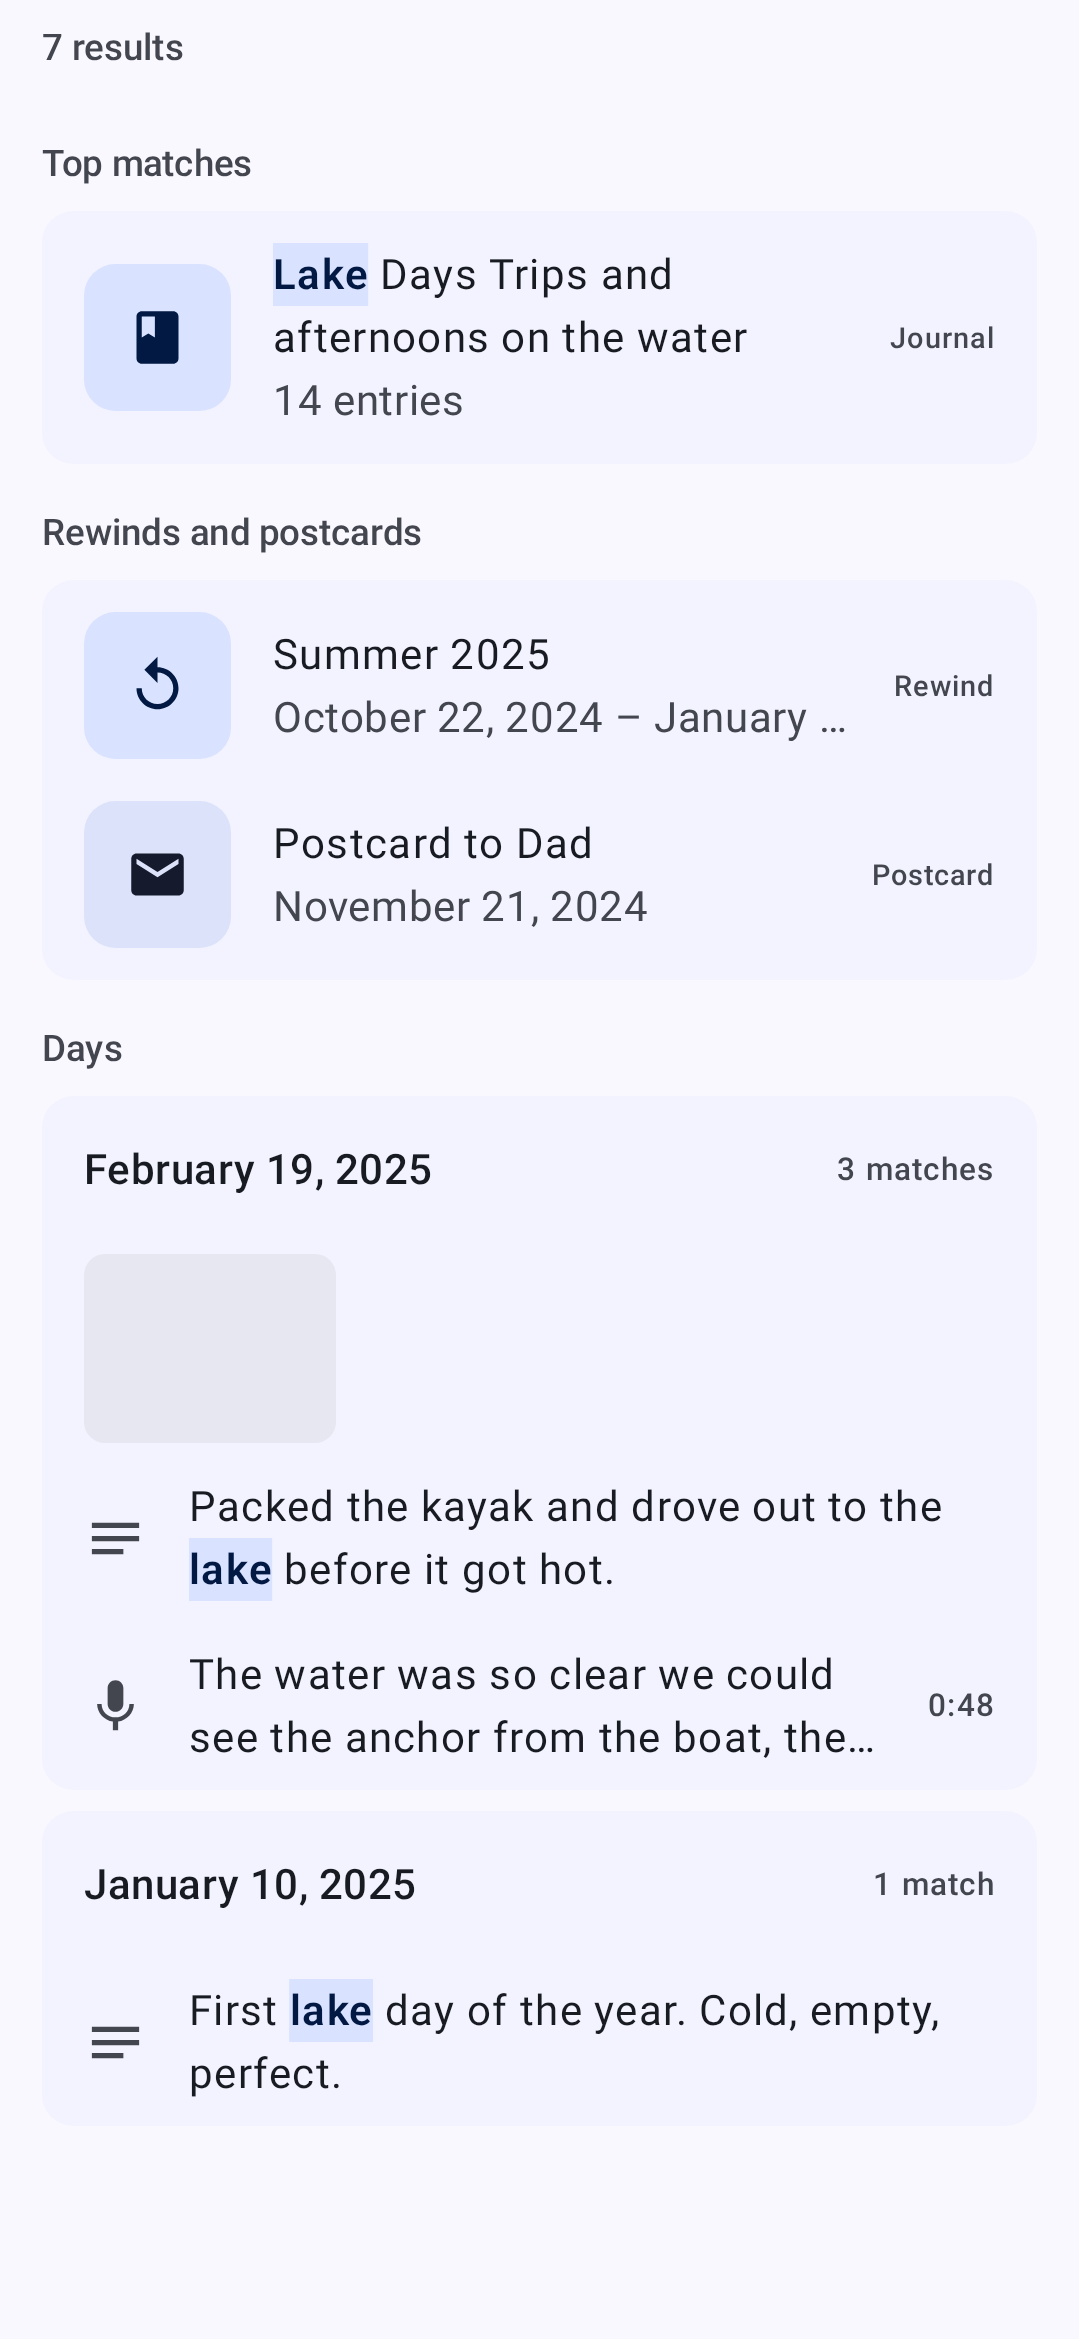 7 results
Top matches
Lake Days Trips and
afternoons on the water
14 entries
Journal
Rewinds and postcards
Summer 2025
October 22, 2024 – January …
Rewind
Postcard to Dad
November 21, 2024
Postcard
Days
February 19, 2025
3 matches
Packed the kayak and drove out to the
lake before it got hot.
The water was so clear we could
see the anchor from the boat, the…
0:48
January 10, 2025
1 match
First lake day of the year. Cold, empty,
perfect.